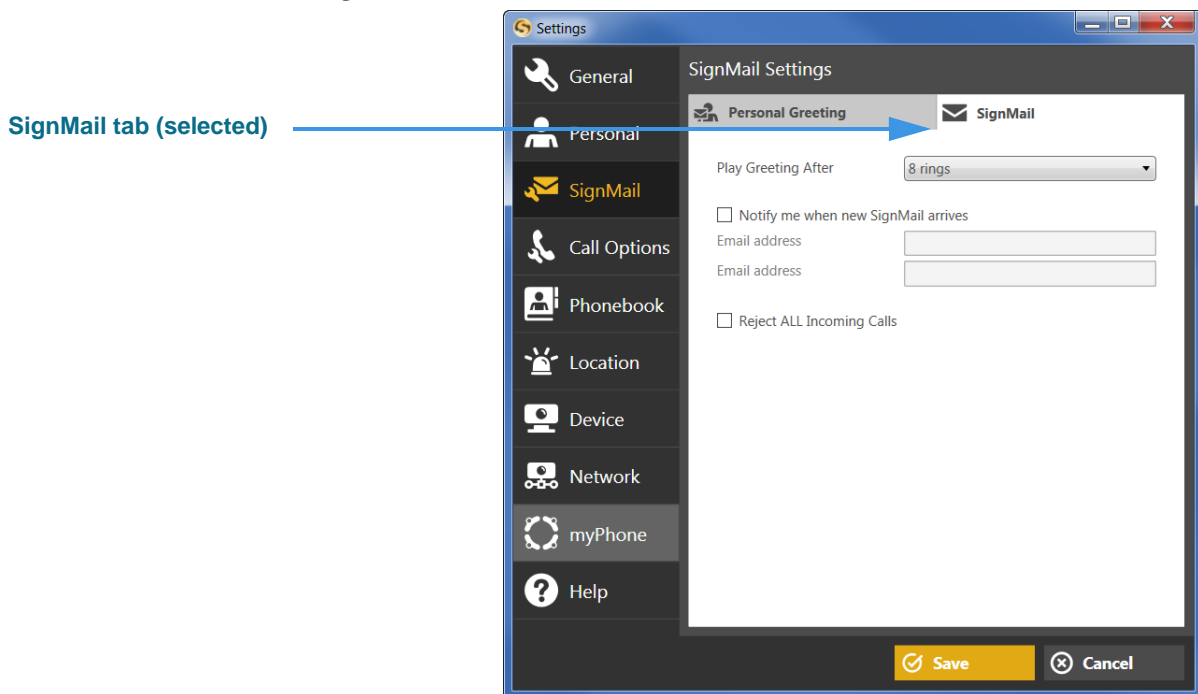 Settings
General
SignMail Settings
SignMail tab (selected)
Personal Greeting
SignMail
Personal
Play Greeting After
8 rings
SignMail
Notify me when new SignMail arrives
Call Options
Email address
Email address
Phonebook
Reject ALL Incoming Calls
Location
Device
Network
myPhone
Help
Save
Cancel